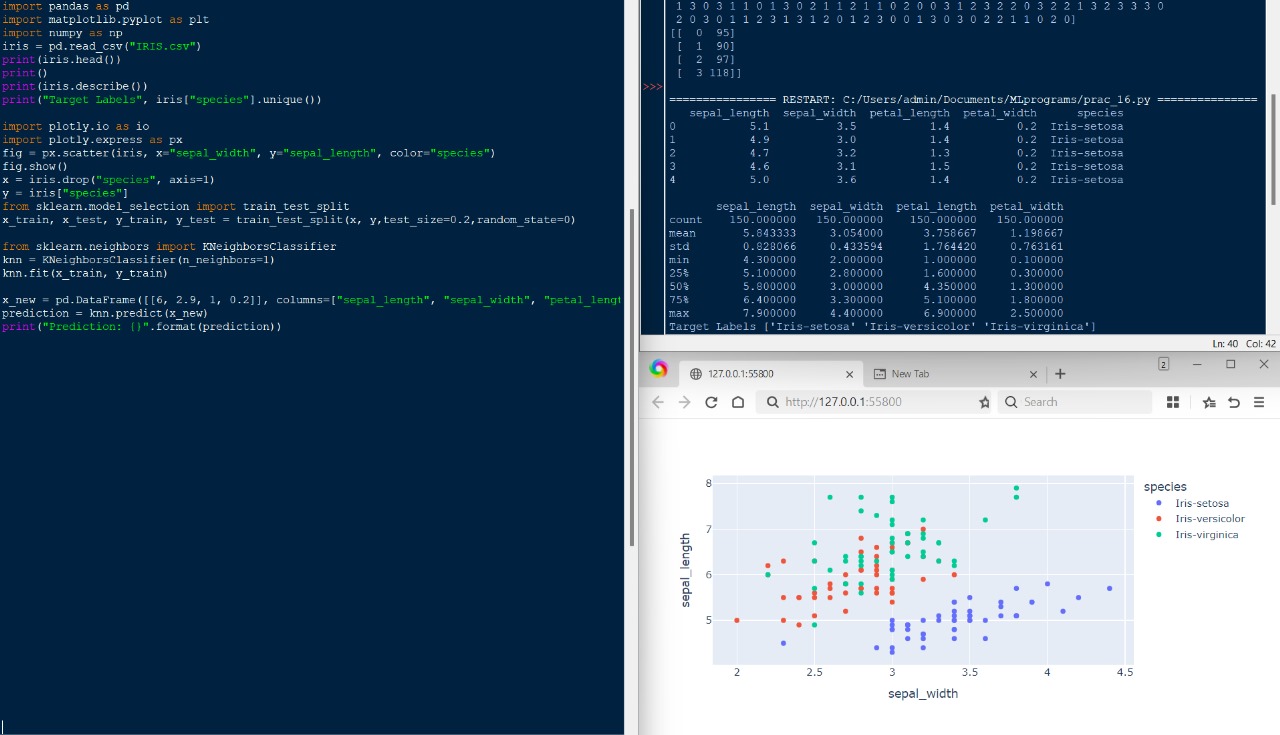 import pandas as pd
import matplotlib.pyplot as plt
import numpy as np
iris = pd.read_csv("IRIS.csv")
print(iris.head())
print()
print(iris.describe())
print("Target Labels", iris["species"].unique())
import plotly.io as io
import plotly.express as px
fig = px.scatter(iris, x="sepal_width", y="sepal_length", color="species")
fig.show()
x = iris.drop("species", axis=1)
y = iris["species"]
from sklearn.model_selection import train_test_split
x_train, x_test, y_train, y_test = train_test_split(x, y,test_size=0.2,random_state=0)
from sklearn.neighbors import KNeighborsClassifier
knn = KNeighborsClassifier(n_neighbors=1)
knn.fit(x_train, y_train)
x_new = pd.DataFrame([[6, 2.9, 1, 0.2]], columns=["sepal_length", "sepal_width", "petal_lengt
prediction = knn.predict(x_new)
print("Prediction: {}".format(prediction))
1 3 0 3 1 1 0 1 3 0 2 1 1 2 1 1 0 2 0 0 3 1 2 3 2 2 0 3 2 2 1 3 2 3 3 3 0
2 0 3 0 1 1 2 3 1 3 1 2 0 1 2 3 0 0 1 3 0 3 0 2 2 1 1 0 2 0]
[[ 0 95]
[ 1 90]
[ 2 97]
[ 3 118]]
>>>
================ RESTART: C:/Users/admin/Documents/MLprograms/prac_16.py ===============
sepal_length sepal_width petal_length petal_width species
0 5.1 3.5 1.4 0.2 Iris-setosa
1 4.9 3.0 1.4 0.2 Iris-setosa
2 4.7 3.2 1.3 0.2 Iris-setosa
3 4.6 3.1 1.5 0.2 Iris-setosa
4 5.0 3.6 1.4 0.2 Iris-setosa
sepal_length sepal_width petal_length petal_width
count 150.000000 150.000000 150.000000 150.000000
mean 5.843333 3.054000 3.758667 1.198667
std 0.828066 0.433594 1.764420 0.763161
min 4.300000 2.000000 1.000000 0.100000
25% 5.100000 2.800000 1.600000 0.300000
50% 5.800000 3.000000 4.350000 1.300000
75% 6.400000 3.300000 5.100000 1.800000
max 7.900000 4.400000 6.900000 2.500000
Target Labels ['Iris-setosa' 'Iris-versicolor' 'Iris-virginica']
Ln: 40 Col: 42
127.0.0.1:55800
New Tab
2
http://127.0.0.1:55800
Search
8
7
6
5
sepal_length
2 2.5 3 3.5 4 4.5
sepal_width
species
Iris-setosa
Iris-versicolor
Iris-virginica